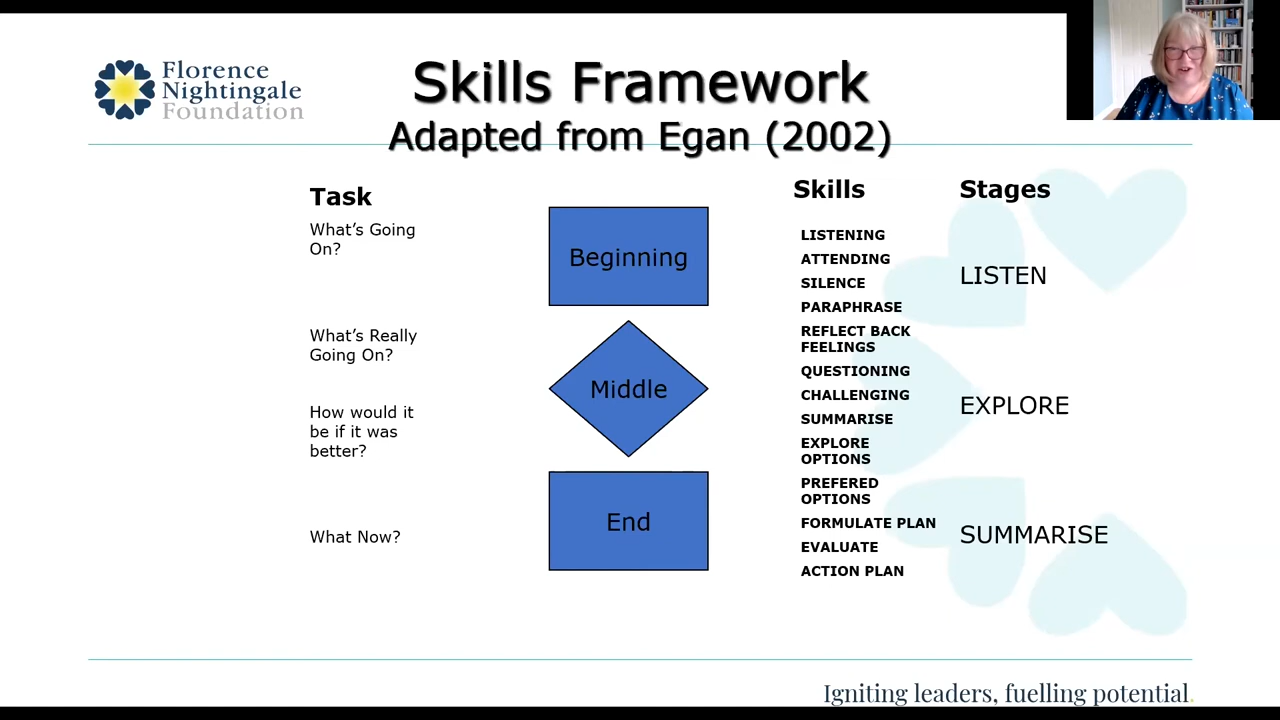 Florence
Nightingale
Foundation
Skills Framework
Adapted from Egan (2002)
Task
What's Going
On?
What's Really
Going On?
How would it
be if it was
better?
What Now?
Beginning
Middle
End
Skills
LISTENING
ATTENDING
SILENCE
PARAPHRASE
REFLECT BACK
FEELINGS
QUESTIONING
CHALLENGING
SUMMARISE
EXPLORE
OPTIONS
PREFERED
OPTIONS
FORMULATE PLAN
EVALUATE
ACTION PLAN
Stages
LISTEN
EXPLORE
SUMMARISE
Igniting leaders, fuelling potential.